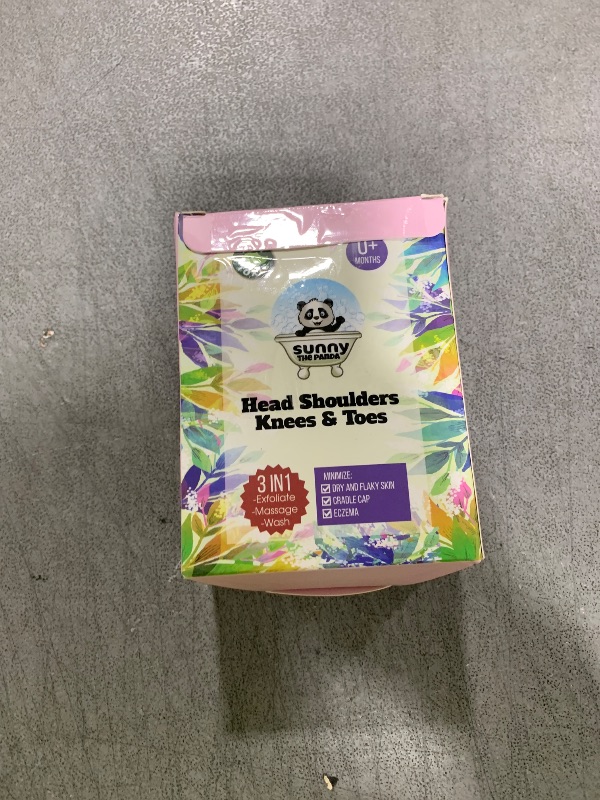 0+
MONTHS
sunny
THE PANDA
Head Shoulders
Knees & Toes
3 IN 1
-Exfoliate
-Massage
-Wash
MINIMIZE:
DRY AND FLAKY SKIN
CRADLE CAP
ECZEMA